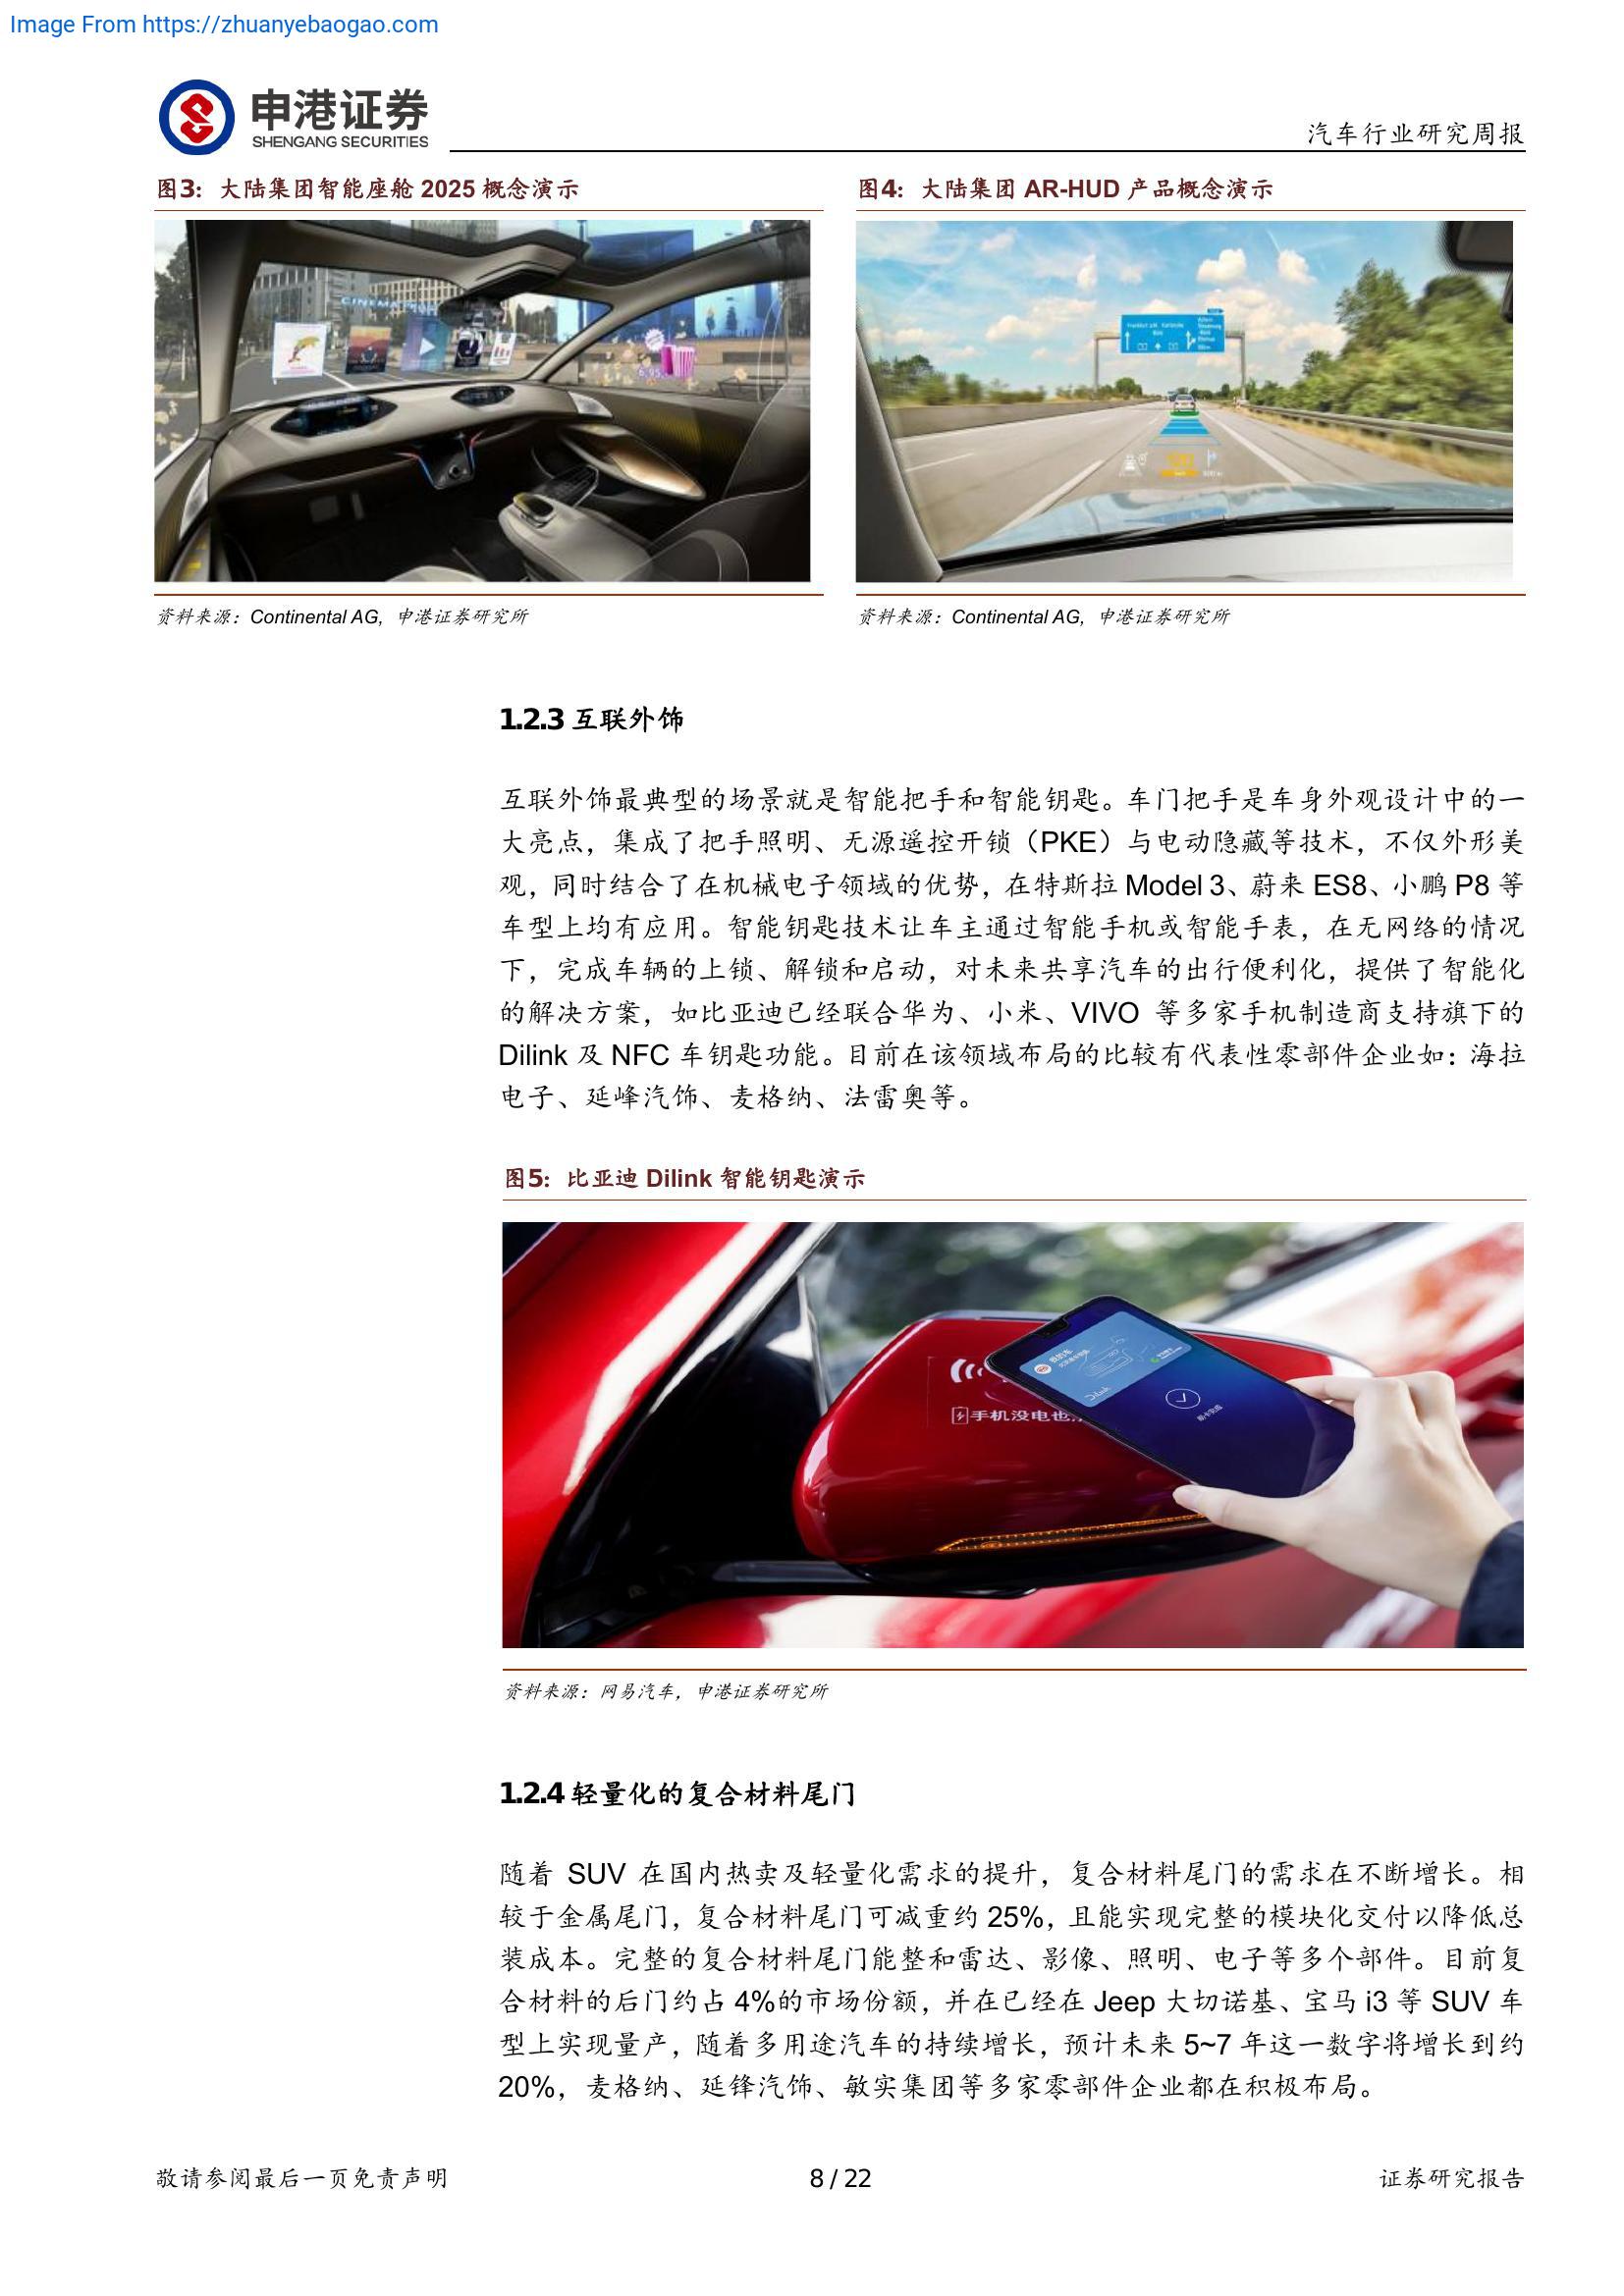 Image From https://zhuanyebaogao.com
申港证券
SHENGANG SECURITIES
汽车行业研究周报
图3：大陆集团智能座舱 2025 概念演示
图4：大陆集团 AR-HUD 产品概念演示
CINEMA
资料来源：Continental AG，申港证券研究所
资料来源：Continental AG，申港证券研究所
1.2.3 互联外饰
互联外饰最典型的场景就是智能把手和智能钥匙。车门把手是车身外观设计中的一
大亮点，集成了把手照明、无源遥控开锁（PKE）与电动隐藏等技术，不仅外形美
观，同时结合了在机械电子领域的优势，在特斯拉 Model 3、蔚来 ES8、小鹏 P8 等
车型上均有应用。智能钥匙技术让车主通过智能手机或智能手表，在无网络的情况
下，完成车辆的上锁、解锁和启动，对未来共享汽车的出行便利化，提供了智能化
的解决方案，如比亚迪已经联合华为、小米、VIVO 等多家手机制造商支持旗下的
Dilink 及 NFC 车钥匙功能。目前在该领域布局的比较有代表性零部件企业如：海拉
电子、延峰汽饰、麦格纳、法雷奥等。
图5：比亚迪 Dilink 智能钥匙演示
手机没电也
资料来源：网易汽车，申港证券研究所
1.2.4 轻量化的复合材料尾门
随着 SUV 在国内热卖及轻量化需求的提升，复合材料尾门的需求在不断增长。相
较于金属尾门，复合材料尾门可减重约 25%，且能实现完整的模块化交付以降低总
装成本。完整的复合材料尾门能整和雷达、影像、照明、电子等多个部件。目前复
合材料的后门约占 4%的市场份额，并在已经在 Jeep 大切诺基、宝马 i3 等 SUV 车
型上实现量产，随着多用途汽车的持续增长，预计未来 5~7 年这一数字将增长到约
20%，麦格纳、延锋汽饰、敏实集团等多家零部件企业都在积极布局。
敬请参阅最后一页免责声明
8 / 22
证券研究报告